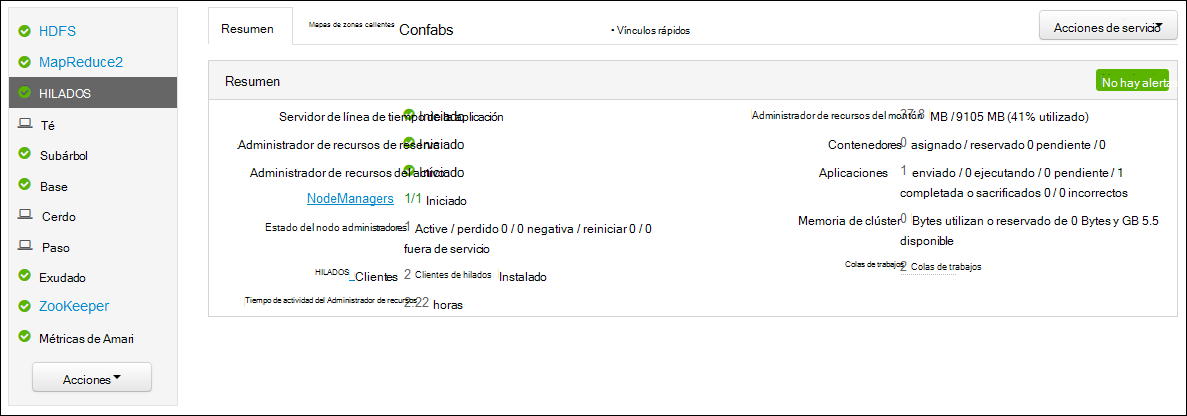 HDFS
MapReduce2
HILADOS
Té
Subárbol
Base
Cerdo
Paso
Exudado
ZooKeeper
Métricas de Amari
Acciones
Resumen Mapas de zonas calientes Confabs • Vínculos rápidos Acciones de servicio
Resumen No hay alerta
Servidor de línea de tiempo de la aplicación Iniciado
Administrador de recursos de reserva Iniciado
Administrador de recursos del activo Iniciado
NodeManagers 1/1 Iniciado
Estado del nodo administradores 1 Active / perdido 0 / 0 negativa / reiniciar 0 / 0
fuera de servicio
HILADOS_Clientes 2 Clientes de hilados Instalado
Tiempo de actividad del Administrador de recursos 2:22 horas
Administrador de recursos del montón MB / 9105 MB (41% utilizado)
Contenedores 0 asignado / reservado 0 pendiente / 0
Aplicaciones 1 enviado / 0 ejecutando / 0 pendiente / 1
completada o sacrificados 0 / 0 incorrectos
Memoria de clúster 0 Bytes utilizan o reservado de 0 Bytes y GB 5.5
disponible
Colas de trabajos 2 Colas de trabajos